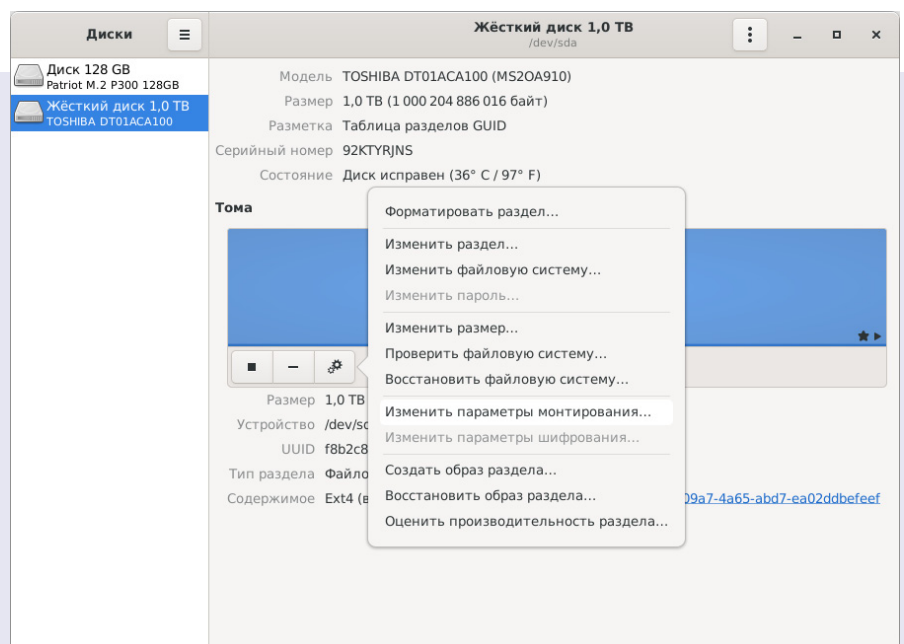 Диски
Жёсткий диск 1,0 TB
/dev/sda
Диск 128 GB
Patriot M.2 P300 128GB
Жёсткий диск 1,0 TB
TOSHIBA DT01ACA100
Модель TOSHIBA DT01ACA100 (MS2OA910)
Размер 1,0 TB (1 000 204 886 016 байт)
Разметка Таблица разделов GUID
Серийный номер 92KTYRJNS
Состояние Диск исправен (36° C / 97° F)
Тома
Форматировать раздел…
Изменить раздел…
Изменить файловую систему…
Изменить пароль…
Изменить размер…
Проверить файловую систему…
Восстановить файловую систему…
Изменить параметры монтирования…
Изменить параметры шифрования…
Создать образ раздела…
Восстановить образ раздела…
Оценить производительность раздела…
Размер 1,0 TB
Устройство
UUID f8b2c8
Тип раздела Файло
Содержимое Ext4 (в 09a7-4a65-abd7-ea02ddbefeef